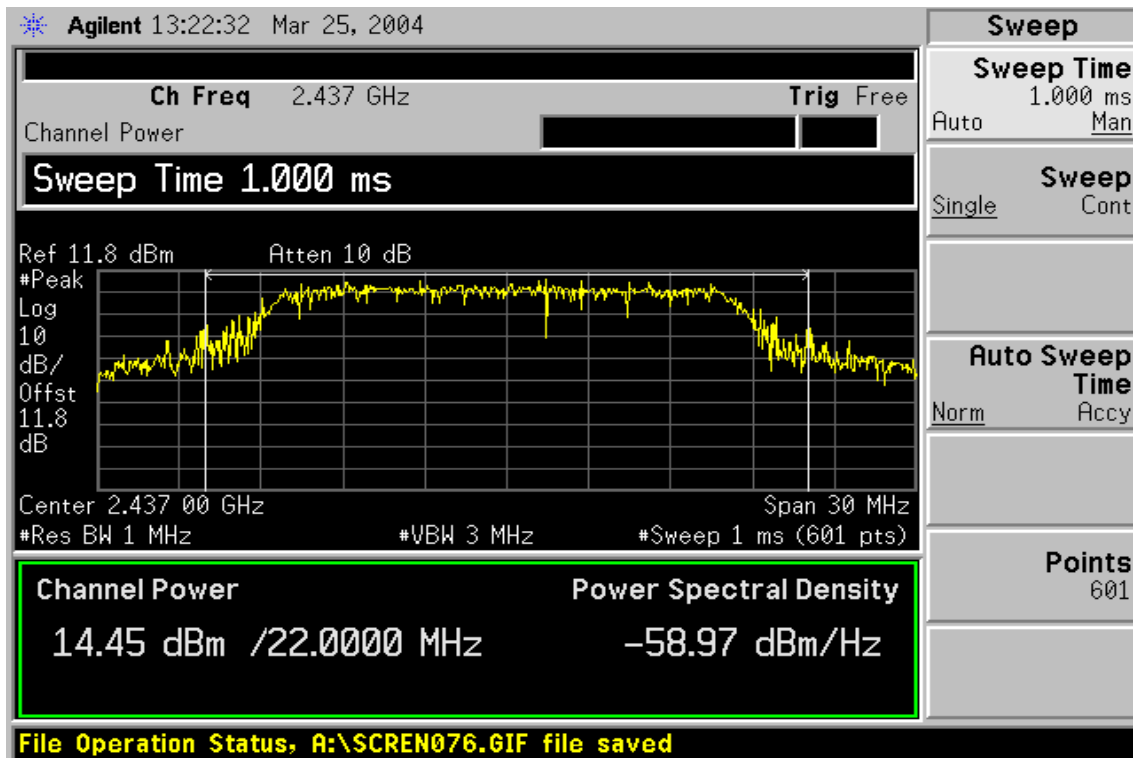 Agilent 13:22:32 Mar 25, 2004
Sweep
Ch Freq 2.437 GHz Trig Free
Channel Power
Sweep Time 1.000 ms
Ref 11.8 dBm Atten 10 dB
#Peak
Log
10
dB/
Offst
11.8
dB
Center 2.437 00 GHz Span 30 MHz
#Res BW 1 MHz #VBW 3 MHz #Sweep 1 ms (601 pts)
Channel Power Power Spectral Density
14.45 dBm /22.0000 MHz -58.97 dBm/Hz
File Operation Status, A:\SCREN076.GIF file saved
Sweep Time
1.000 ms
Auto Man
Sweep
Single Cont
Auto Sweep
Time
Norm Accy
Points
601